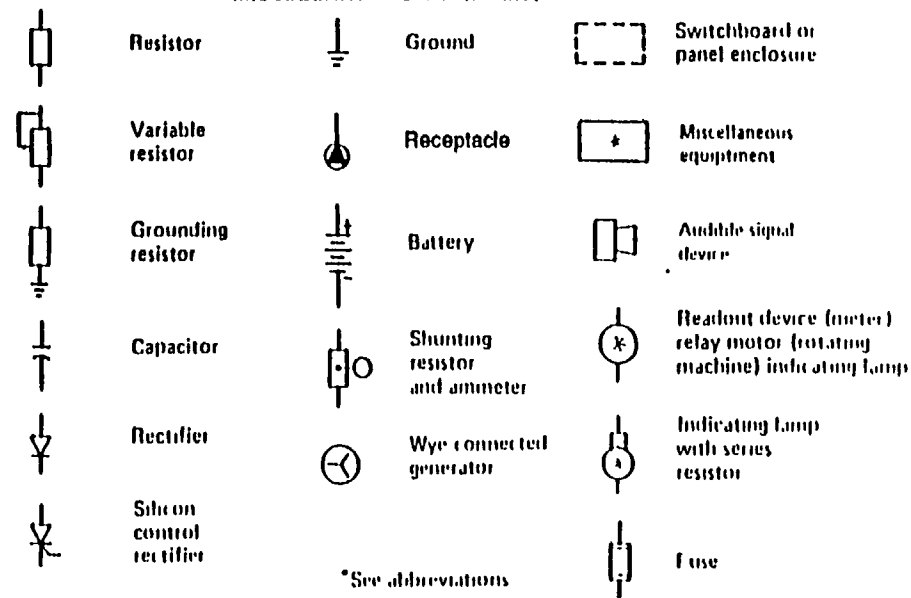 Resistor
Variable
resistor
Grounding
resistor
Capacitor
Rectifier
Silicon
control
rectifier
Ground
Receptacle
Battery
Shunting
resistor
and ammeter
Wye connected
generator
*See abbreviations
Switchboard or
panel enclosure
Miscellaneous
equiptment
Audible signal
device
Readout device (meter)
relay motor (rotating
machine) indicating lamp
Indicating lamp
with series
resistor
Fuse